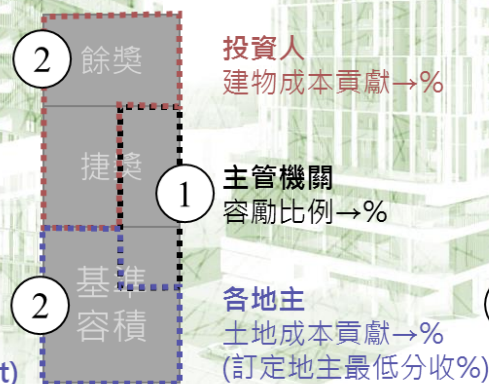 2
餘獎
投資人
建物成本貢獻→%
捷獎
1
主管機關
容勵比例→%
2
基準
容積
各地主
土地成本貢獻→%
(訂定地主最低分收%)
t)